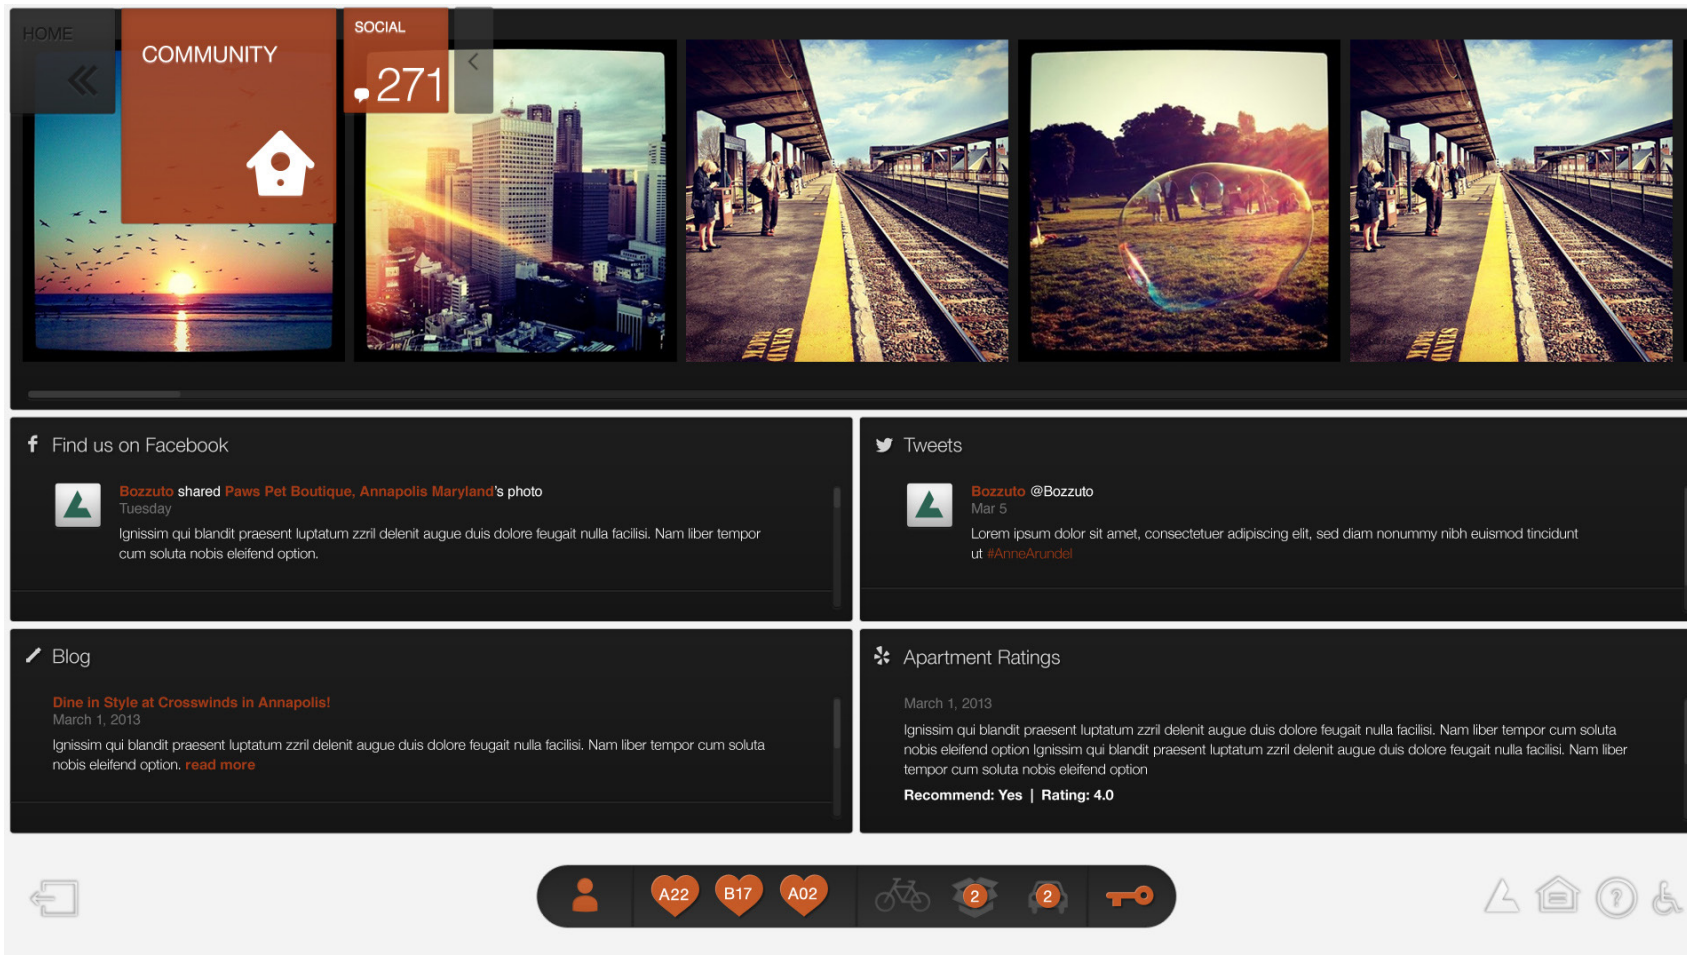 HOME
COMMUNITY
SOCIAL
271
Find us on Facebook
Bozzuto shared Paws Pet Boutique, Annapolis Maryland's photo
Tuesday
Ignissim qui blandit praesent luptatum zzril delenit augue duis dolore feugait nulla facilisi. Nam liber tempor
cum soluta nobis eleifend option.
Tweets
Bozzuto @Bozzuto
Mar 5
Lorem ipsum dolor sit amet, consectetuer adipiscing elit, sed diam nonummy nibh euismod tincidunt
ut #AnneArundel
Blog
Dine in Style at Crosswinds in Annapolis!
March 1, 2013
Ignissim qui blandit praesent luptatum zzril delenit augue duis dolore feugait nulla facilisi. Nam liber tempor cum soluta
nobis eleifend option. read more
Apartment Ratings
March 1, 2013
Ignissim qui blandit praesent luptatum zzril delenit augue duis dolore feugait nulla facilisi. Nam liber tempor cum soluta
nobis eleifend option Ignissim qui blandit praesent luptatum zzril delenit augue duis dolore feugait nulla facilisi. Nam liber
tempor cum soluta nobis eleifend option
Recommend: Yes | Rating: 4.0
A22 B17 A02 2 2 ?